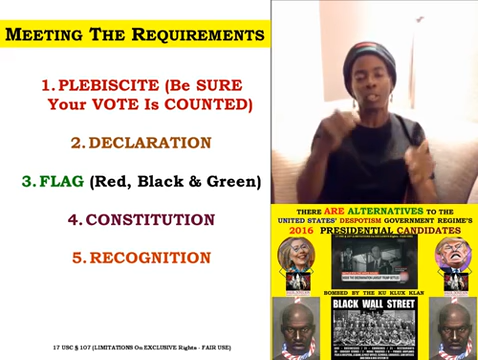 MEETING THE REQUIREMENTS
1. PLEBISCITE (Be SURE
Your VOTE Is COUNTED)
2. DECLARATION
3. FLAG (Red, Black & Green)
4. CONSTITUTION
5. RECOGNITION
17 USC § 107 (LIMITATIONS On EXCLUSIVE Rights - FAIR USE)
THERE ARE ALTERNATIVES TO THE
UNITED STATES' DESPOTISM GOVERNMENT REGIME'S
2016 PRESIDENTIAL CANDIDATES
BOMBED BY THE KU KLUX KLAN
BLACK WALL STREET